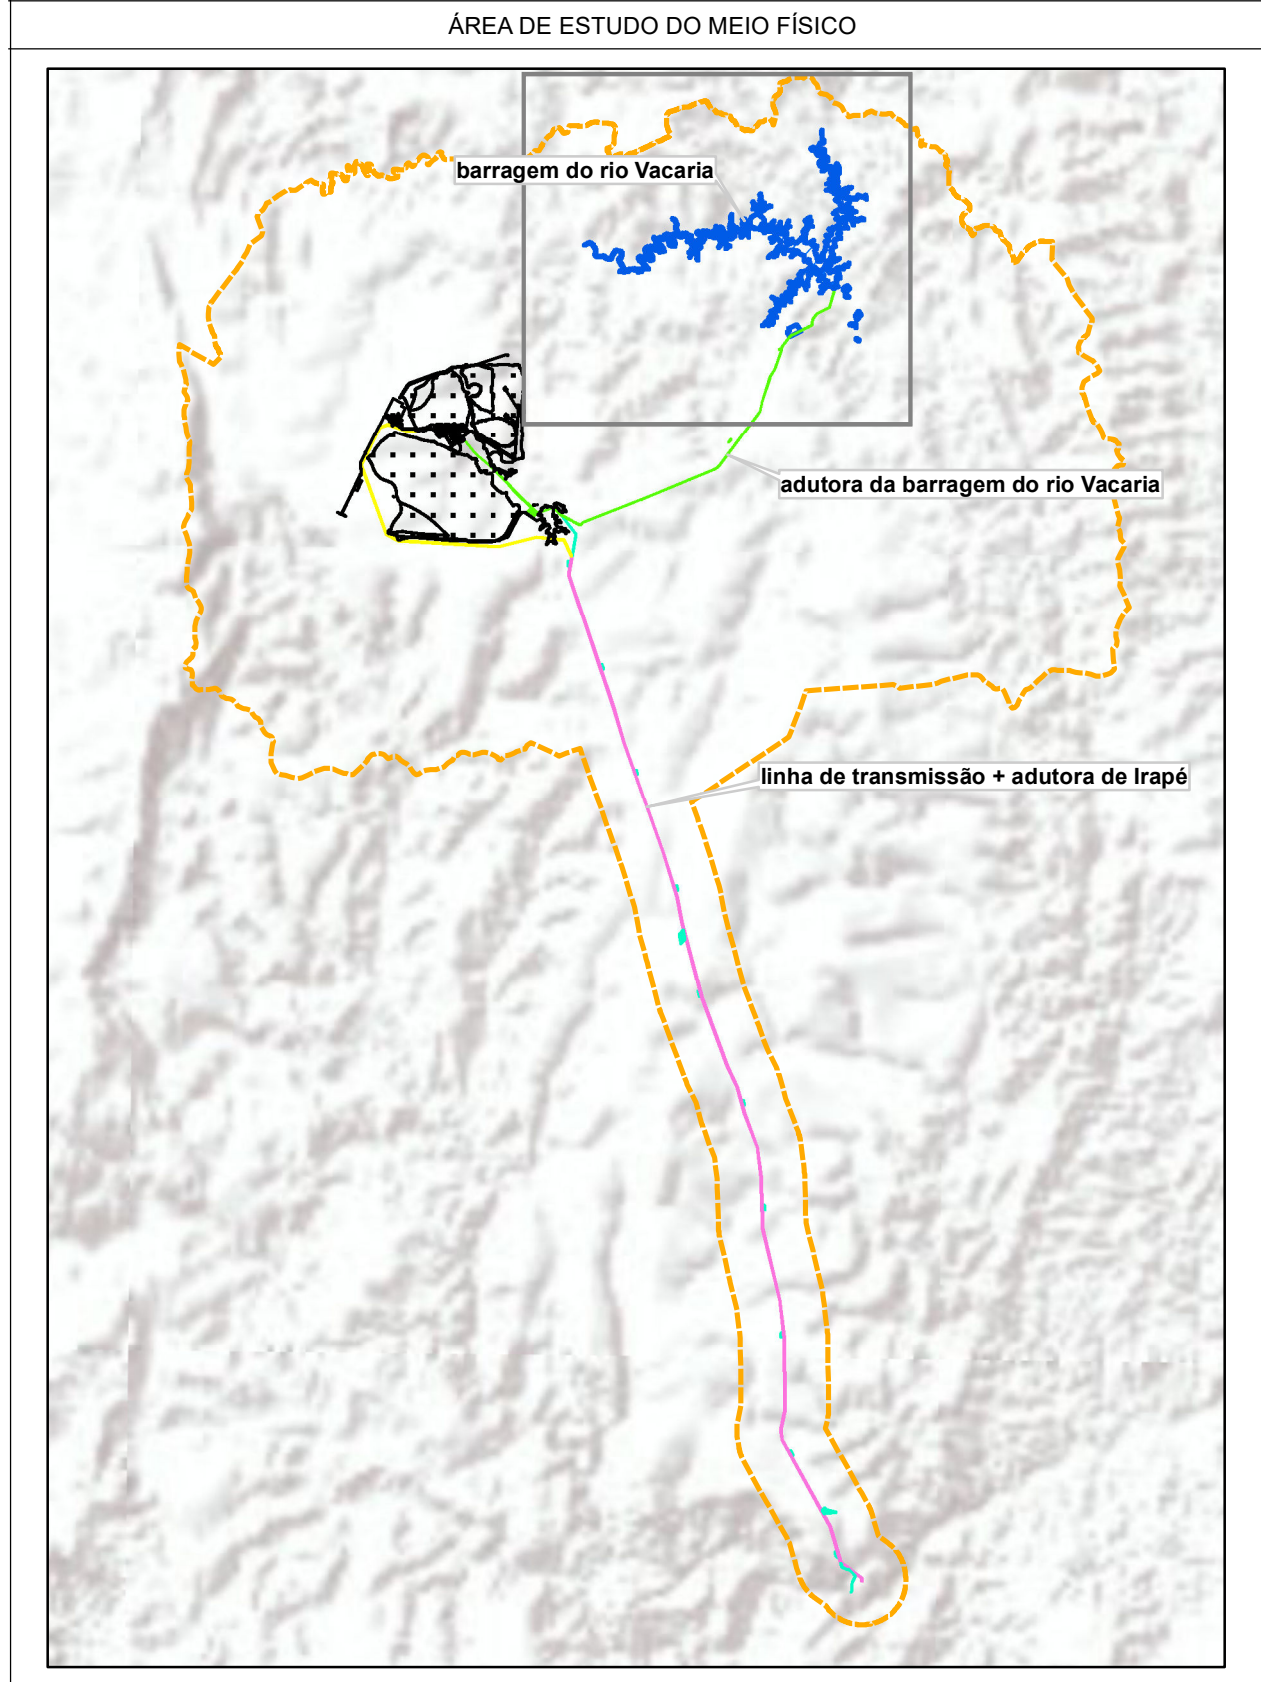 ÁREA DE ESTUDO DO MEIO FÍSICO
barragem do rio Vacaria
adutora da barragem do rio Vacaria
linha de transmissão + adutora de Irapé